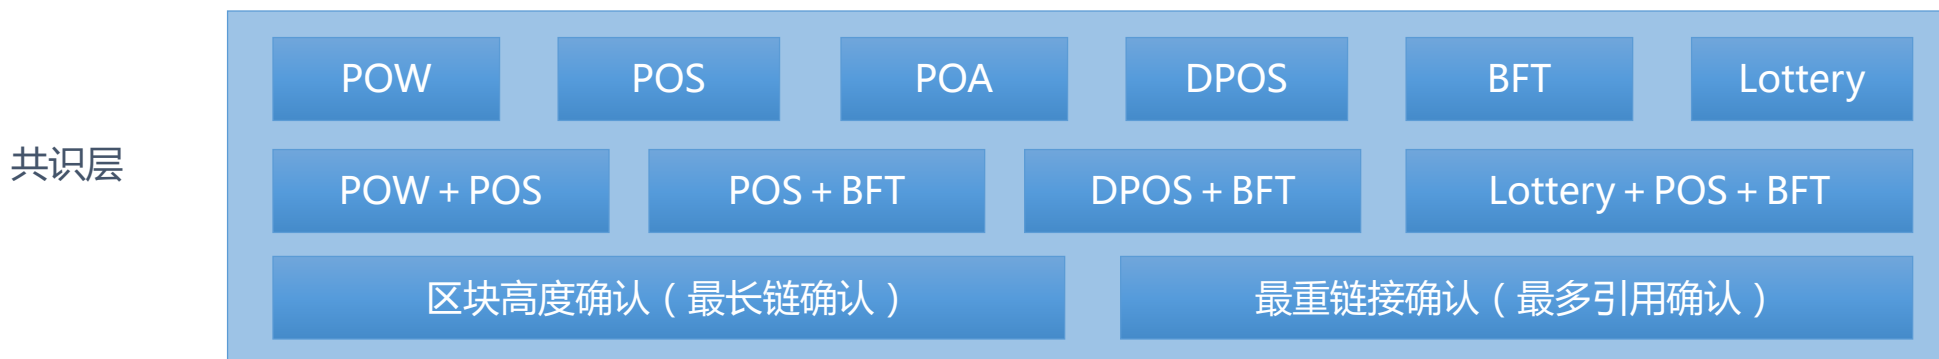 POW POS POA DPOS BFT Lottery
共识层
POW + POS POS + BFT DPOS + BFT Lottery + POS + BFT
区块高度确认（最长链确认） 最重链接确认（最多引用确认）